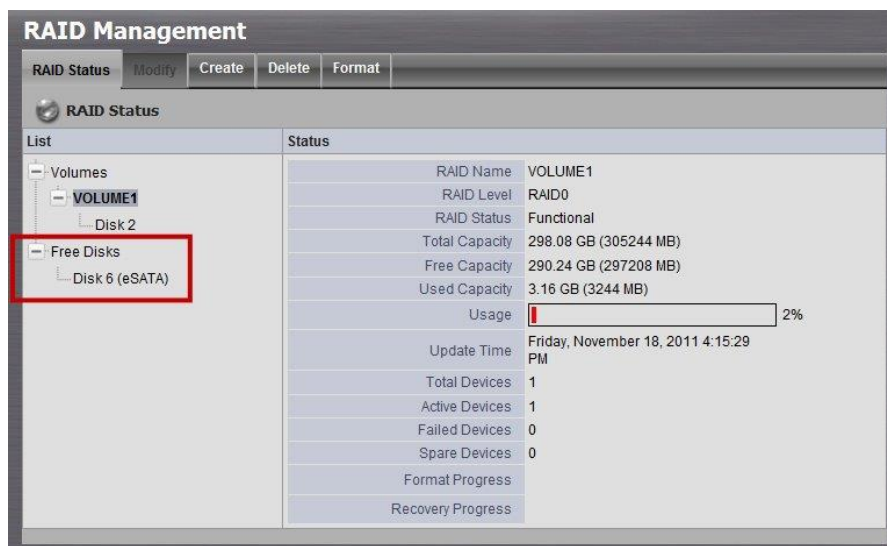 RAID Management
RAID Status Modify Create Delete Format
RAID Status
List Status
Volumes
VOLUME1
Disk 2
Free Disks
Disk 6 (eSATA)
RAID Name VOLUME1
RAID Level RAID0
RAID Status Functional
Total Capacity 298.08 GB (305244 MB)
Free Capacity 290.24 GB (297208 MB)
Used Capacity 3.16 GB (3244 MB)
Usage 2%
Update Time Friday, November 18, 2011 4:15:29
PM
Total Devices 1
Active Devices 1
Failed Devices 0
Spare Devices 0
Format Progress
Recovery Progress